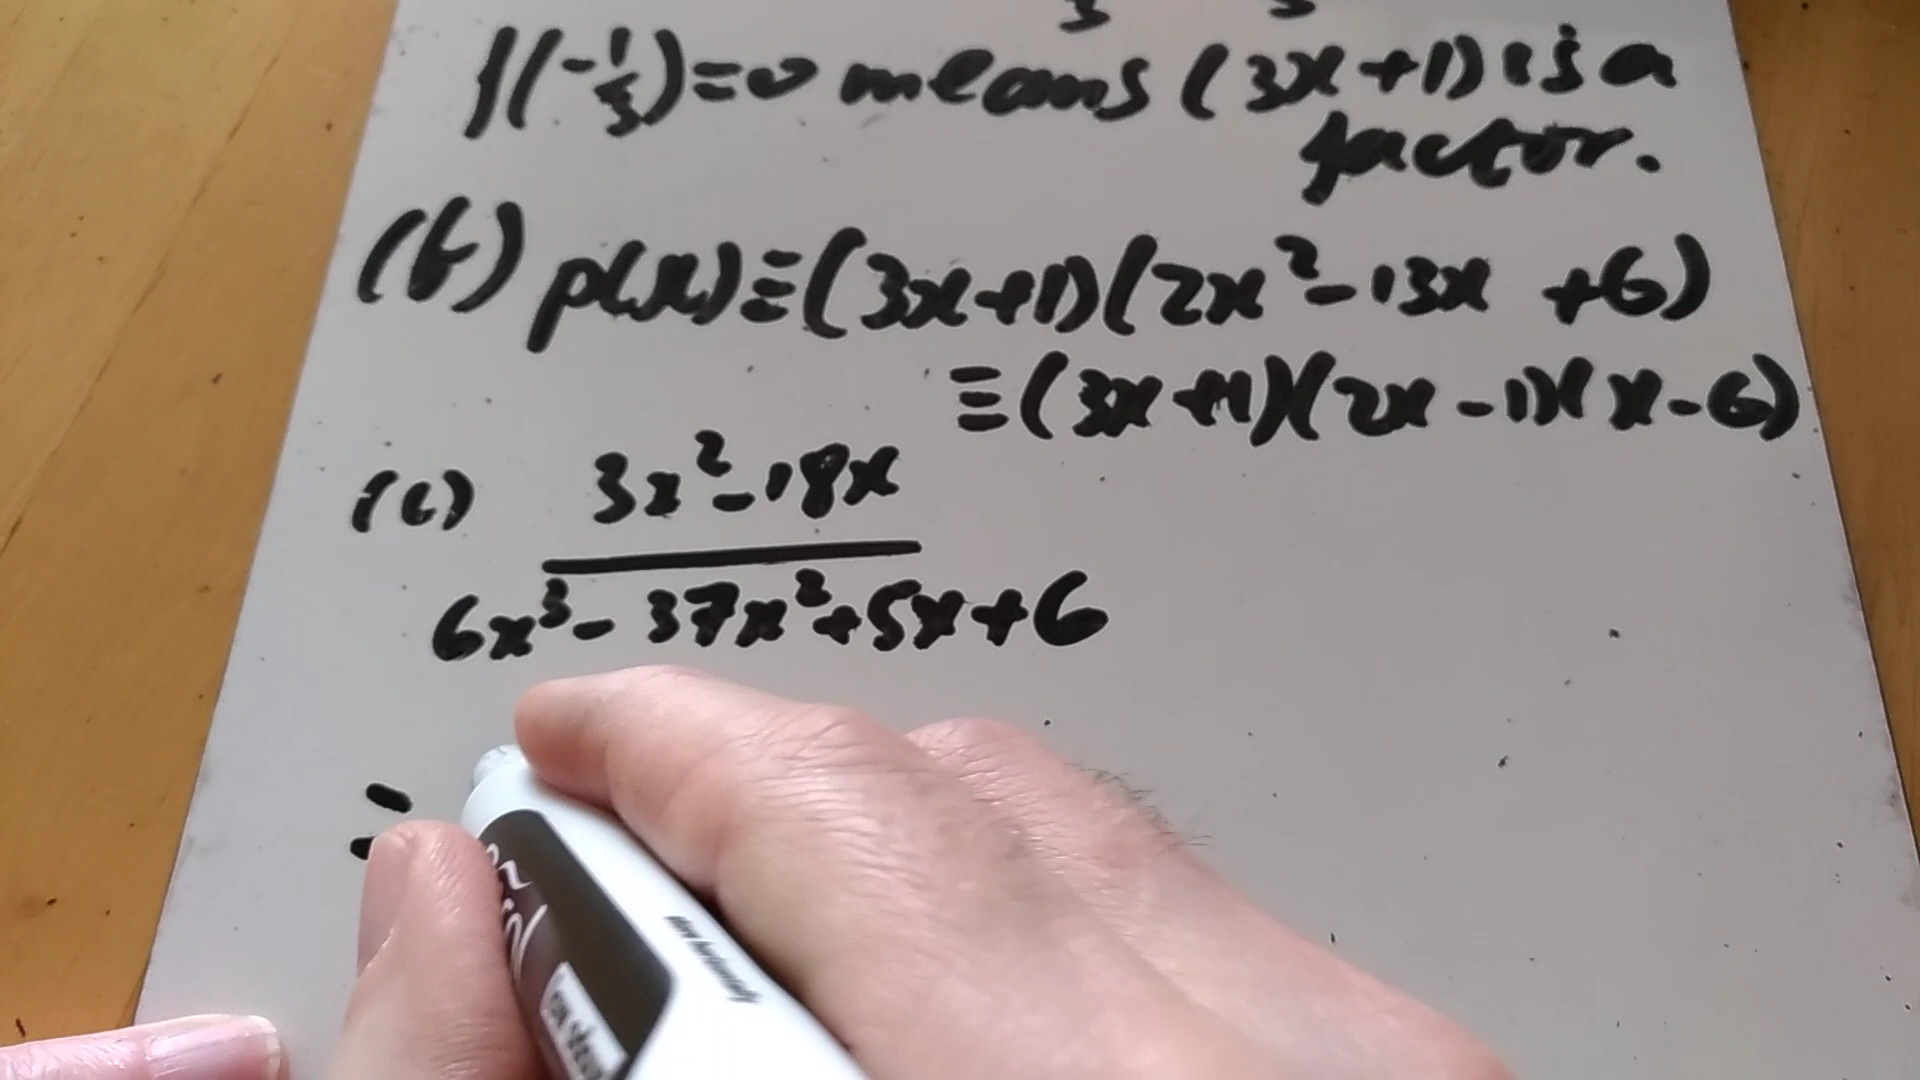 f(-1/3)=0 means (3x+1) is a
factor.
(b) p(x)≡(3x+1)(2x²-13x +6)
≡(3x+1)(2x-1)(x-6)
(c) 3x²-18x
6x³-37x²+5x+6
=